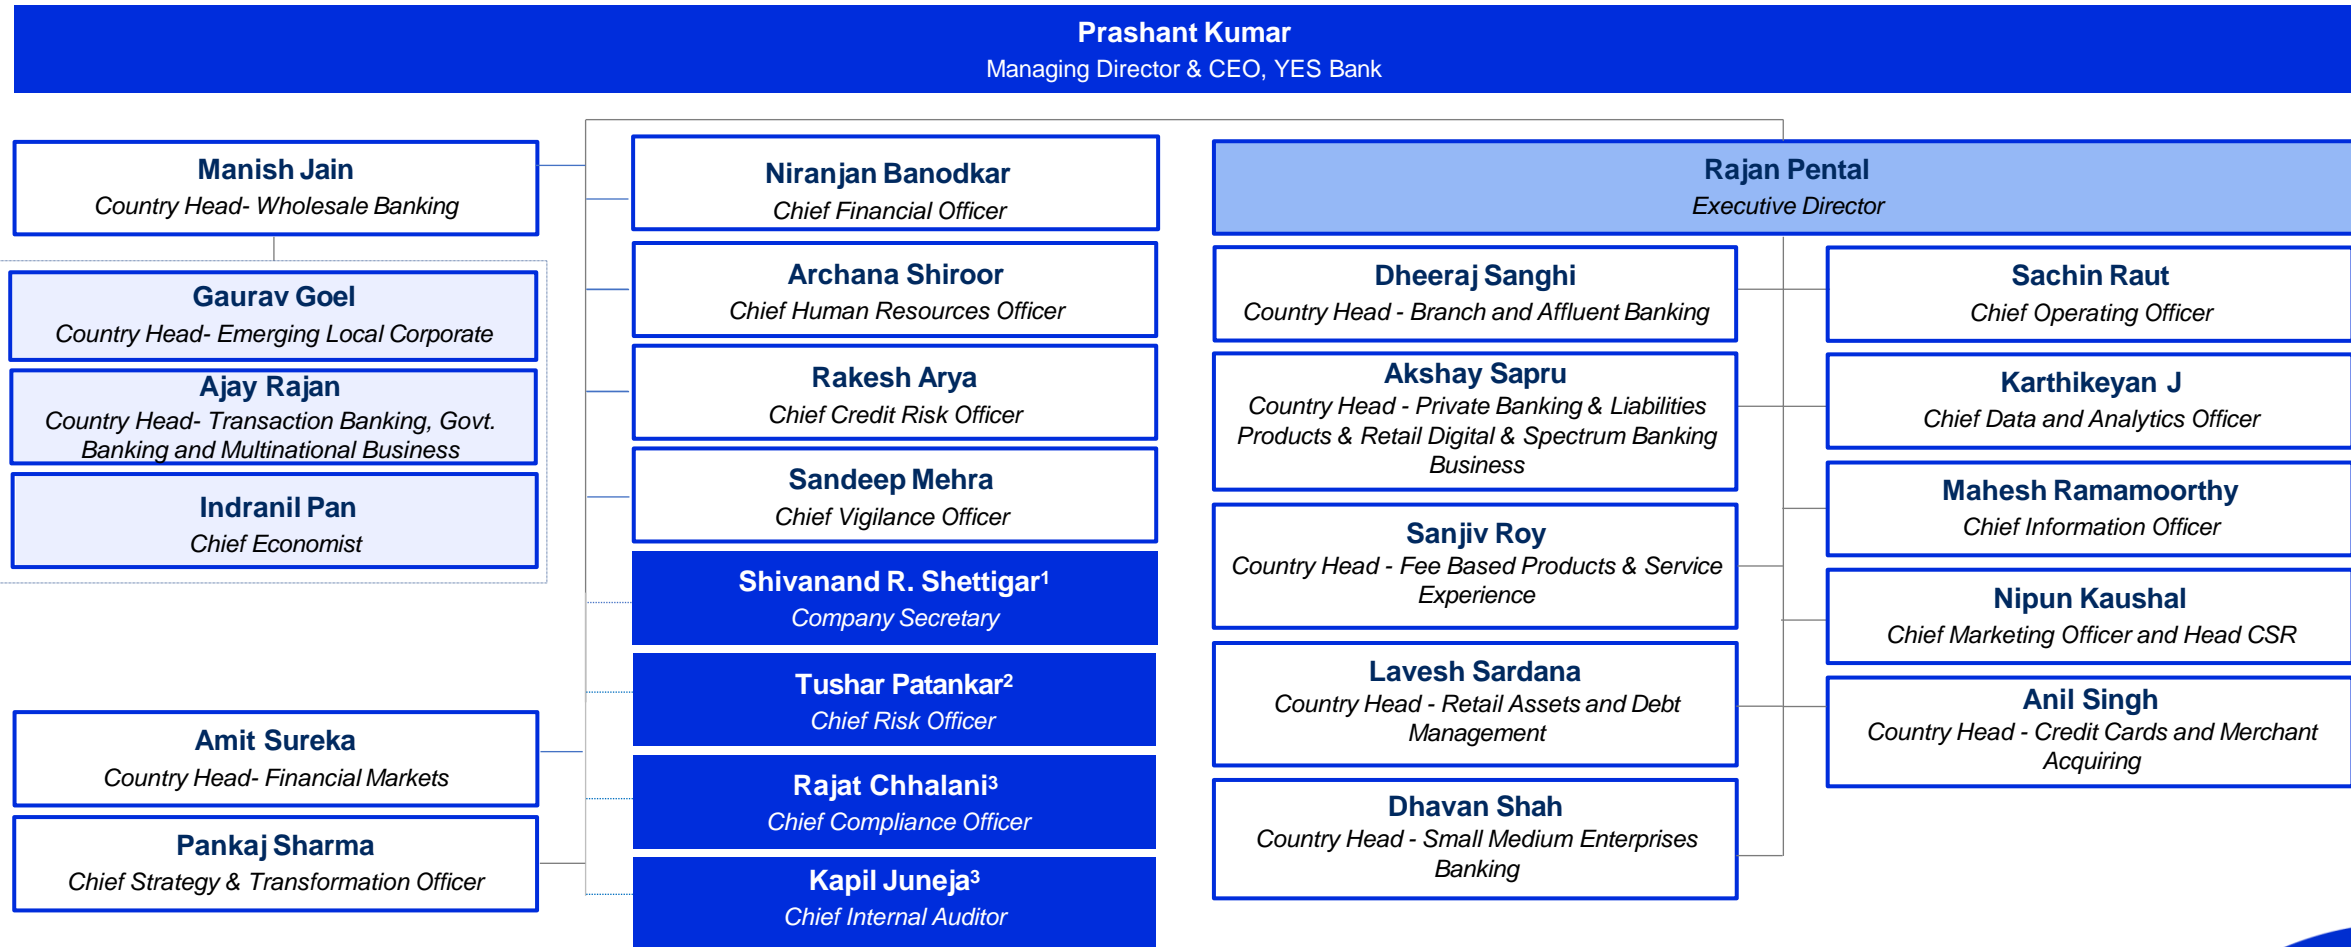 Prashant Kumar
Managing Director & CEO, YES Bank
Manish Jain
Country Head- Wholesale Banking
Gaurav Goel
Country Head- Emerging Local Corporate
Ajay Rajan
Country Head- Transaction Banking, Govt.
Banking and Multinational Business
Indranil Pan
Chief Economist
Amit Sureka
Country Head- Financial Markets
Pankaj Sharma
Chief Strategy & Transformation Officer
Niranjan Banodkar
Chief Financial Officer
Archana Shiroor
Chief Human Resources Officer
Rakesh Arya
Chief Credit Risk Officer
Sandeep Mehra
Chief Vigilance Officer
Shivanand R. Shettigar¹
Company Secretary
Tushar Patankar²
Chief Risk Officer
Rajat Chhalani³
Chief Compliance Officer
Kapil Juneja³
Chief Internal Auditor
Rajan Pental
Executive Director
Dheeraj Sanghi
Country Head - Branch and Affluent Banking
Akshay Sapru
Country Head - Private Banking & Liabilities
Products & Retail Digital & Spectrum Banking
Business
Sanjiv Roy
Country Head - Fee Based Products & Service
Experience
Lavesh Sardana
Country Head - Retail Assets and Debt
Management
Dhavan Shah
Country Head - Small Medium Enterprises
Banking
Sachin Raut
Chief Operating Officer
Karthikeyan J
Chief Data and Analytics Officer
Mahesh Ramamoorthy
Chief Information Officer
Nipun Kaushal
Chief Marketing Officer and Head CSR
Anil Singh
Country Head - Credit Cards and Merchant
Acquiring